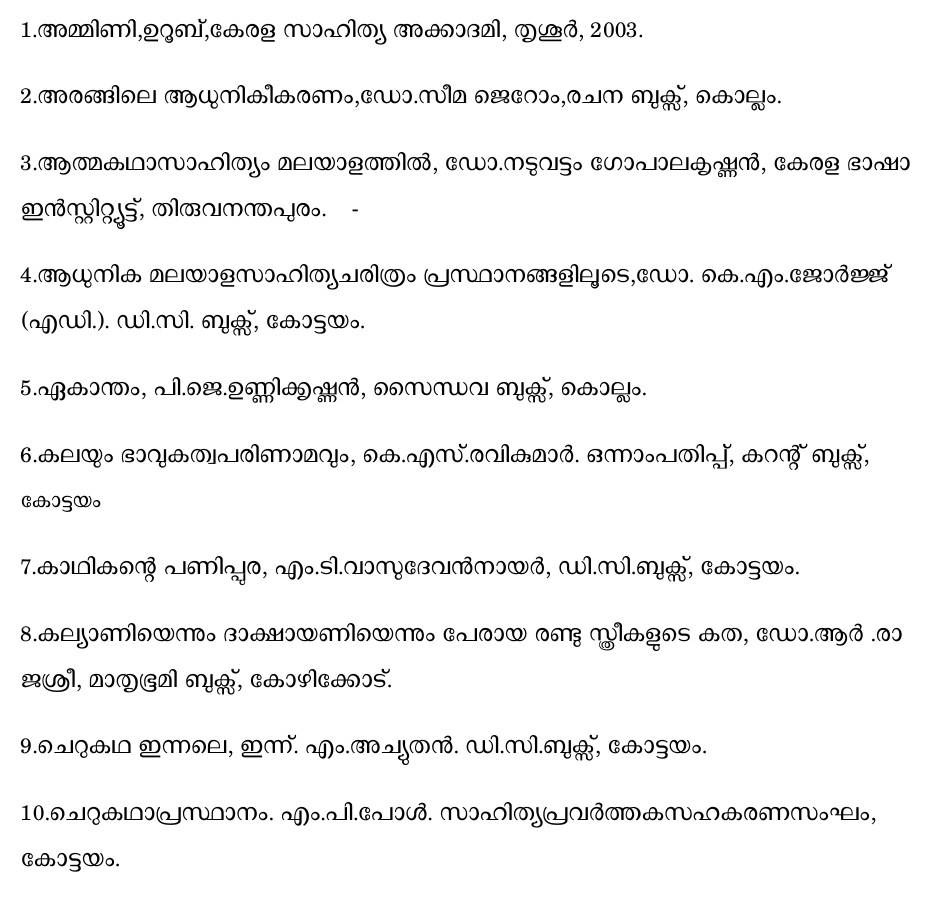 1.അമ്മിണി,ഉറൂബ്,കേരള സാഹിത്യ അക്കാദമി, തൃശൂർ, 2003.
2.അരങ്ങിലെ ആധുനികീകരണം,ഡോ.സീമ ജെറോം,രചന ബുക്സ്, കൊല്ലം.
3.ആത്മകഥാസാഹിത്യം മലയാളത്തിൽ, ഡോ.നടുവട്ടം ഗോപാലകൃഷ്ണൻ, കേരള ഭാഷാ
ഇൻസ്റ്റിറ്റ്യൂട്ട്, തിരുവനന്തപുരം. -
4.ആധുനിക മലയാളസാഹിത്യചരിത്രം പ്രസ്ഥാനങ്ങളിലൂടെ,ഡോ. കെ.എം.ജോർജ്ജ്
(എഡി.). ഡി.സി. ബുക്സ്, കോട്ടയം.
5.ഏകാന്തം, പി.ജെ.ഉണ്ണിക്കൃഷ്ണൻ, സൈന്ധവ ബുക്സ്, കൊല്ലം.
6.കലയും ഭാവുകത്വപരിണാമവും, കെ.എസ്.രവികുമാർ. ഒന്നാംപതിപ്പ്, കറന്റ് ബുക്സ്,
കോട്ടയം
7.കാഥികന്റെ പണിപ്പുര, എം.ടി.വാസുദേവൻനായർ, ഡി.സി.ബുക്സ്, കോട്ടയം.
8.കല്യാണിയെന്നും ദാക്ഷായണിയെന്നും പേരായ രണ്ടു സ്ത്രീകളുടെ കത, ഡോ.ആർ .രാ
ജശ്രീ, മാതൃഭൂമി ബുക്സ്, കോഴിക്കോട്.
9.ചെറുകഥ ഇന്നലെ, ഇന്ന്. എം.അച്യുതൻ. ഡി.സി.ബുക്സ്, കോട്ടയം.
10.ചെറുകഥാപ്രസ്ഥാനം. എം.പി.പോൾ. സാഹിത്യപ്രവർത്തകസഹകരണസംഘം,
കോട്ടയം.